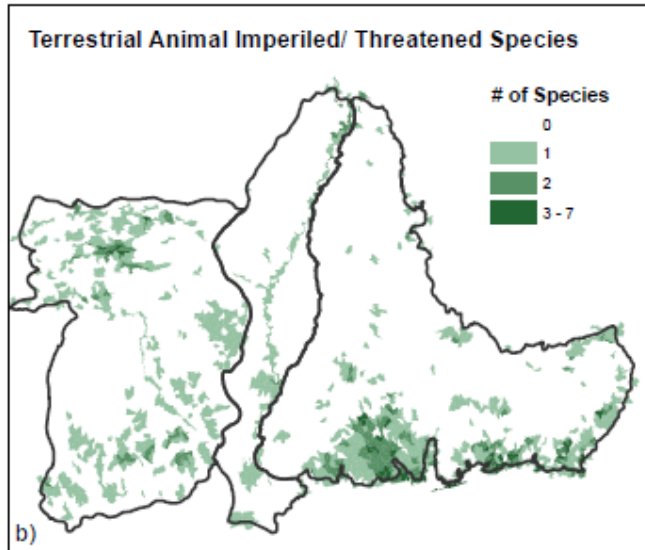 Terrestrial Animal Imperiled/ Threatened Species
# of Species
0
1
2
3 - 7
b)